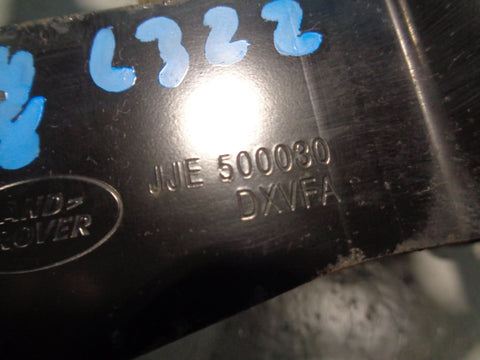 L322
JJE 500030
DXVFA
LAND-
ROVER